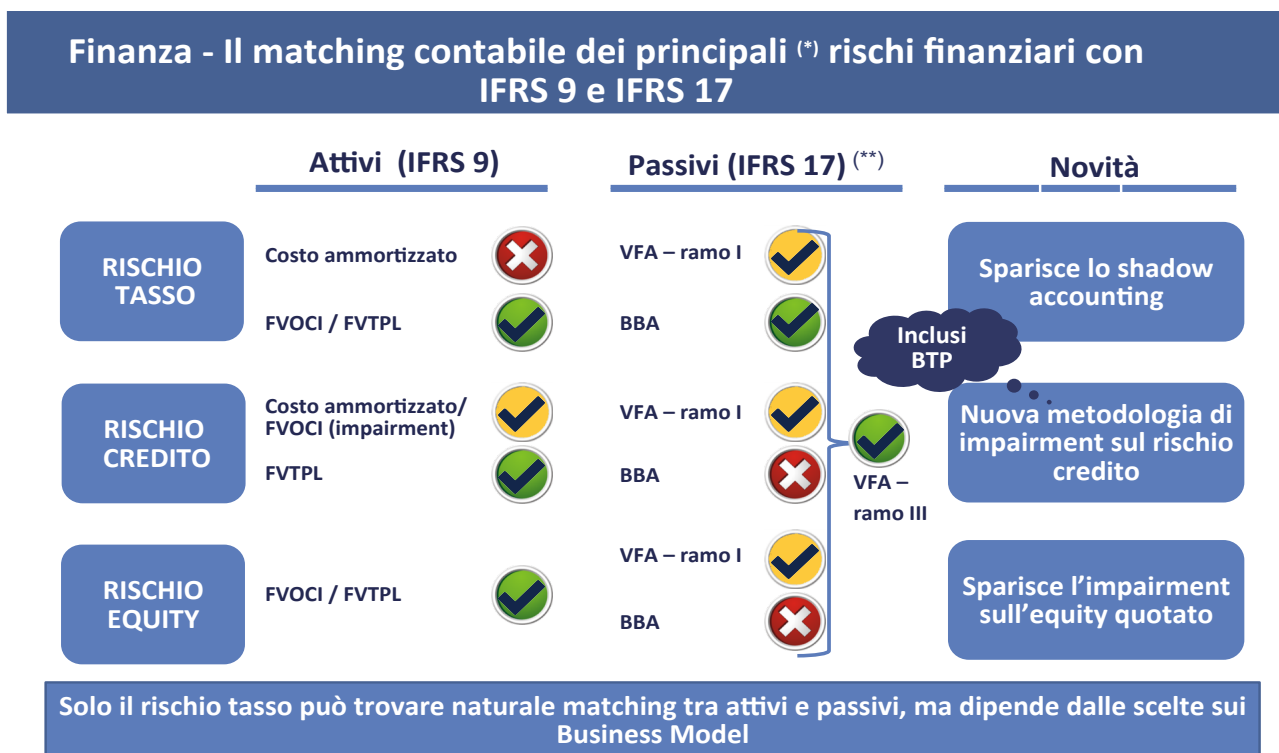 Finanza - Il matching contabile dei principali (*) rischi finanziari con
IFRS 9 e IFRS 17
Attivi (IFRS 9)
Passivi (IFRS 17) (**)
Novità
RISCHIO
TASSO
Costo ammortizzato
FVOCI / FVTPL
VFA – ramo I
BBA
Sparisce lo shadow
accounting
Inclusi
BTP
RISCHIO
CREDITO
Costo ammortizzato/
FVOCI (impairment)
FVTPL
VFA – ramo I
BBA
VFA –
ramo III
Nuova metodologia di
impairment sul rischio
credito
RISCHIO
EQUITY
FVOCI / FVTPL
VFA – ramo I
BBA
Sparisce l’impairment
sull’equity quotato
Solo il rischio tasso può trovare naturale matching tra attivi e passivi, ma dipende dalle scelte sui
Business Model